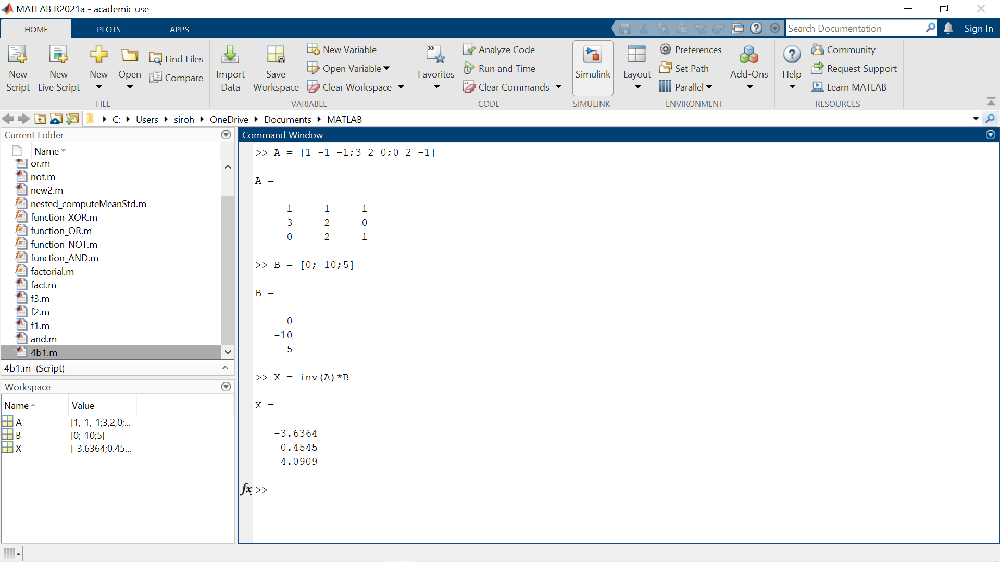 MATLAB R2021a - academic use
HOME PLOTS APPS
Search Documentation
Sign In
New Script
New Live Script
New
Open
Find Files
Compare
Import Data
Save Workspace
New Variable
Open Variable
Clear Workspace
Favorites
Analyze Code
Run and Time
Clear Commands
Simulink
Layout
Preferences
Set Path
Parallel
Add-Ons
Help
Community
Request Support
Learn MATLAB
FILE VARIABLE CODE SIMULINK ENVIRONMENT RESOURCES
C: Users siroh OneDrive Documents MATLAB
Current Folder
Name
or.m
not.m
new2.m
nested_computeMeanStd.m
function_XOR.m
function_OR.m
function_NOT.m
function_AND.m
factorial.m
fact.m
f3.m
f2.m
f1.m
and.m
4b1.m
4b1.m (Script)
Workspace
Name Value
A [1,-1,-1;3,2,0;...
B [0;-10;5]
X [-3.6364;0.45...
Command Window
>> A = [1 -1 -1;3 2 0;0 2 -1]
A =
1 -1 -1
3 2 0
0 2 -1
>> B = [0;-10;5]
B =
0
-10
5
>> X = inv(A)*B
X =
-3.6364
0.4545
-4.0909
fx >>